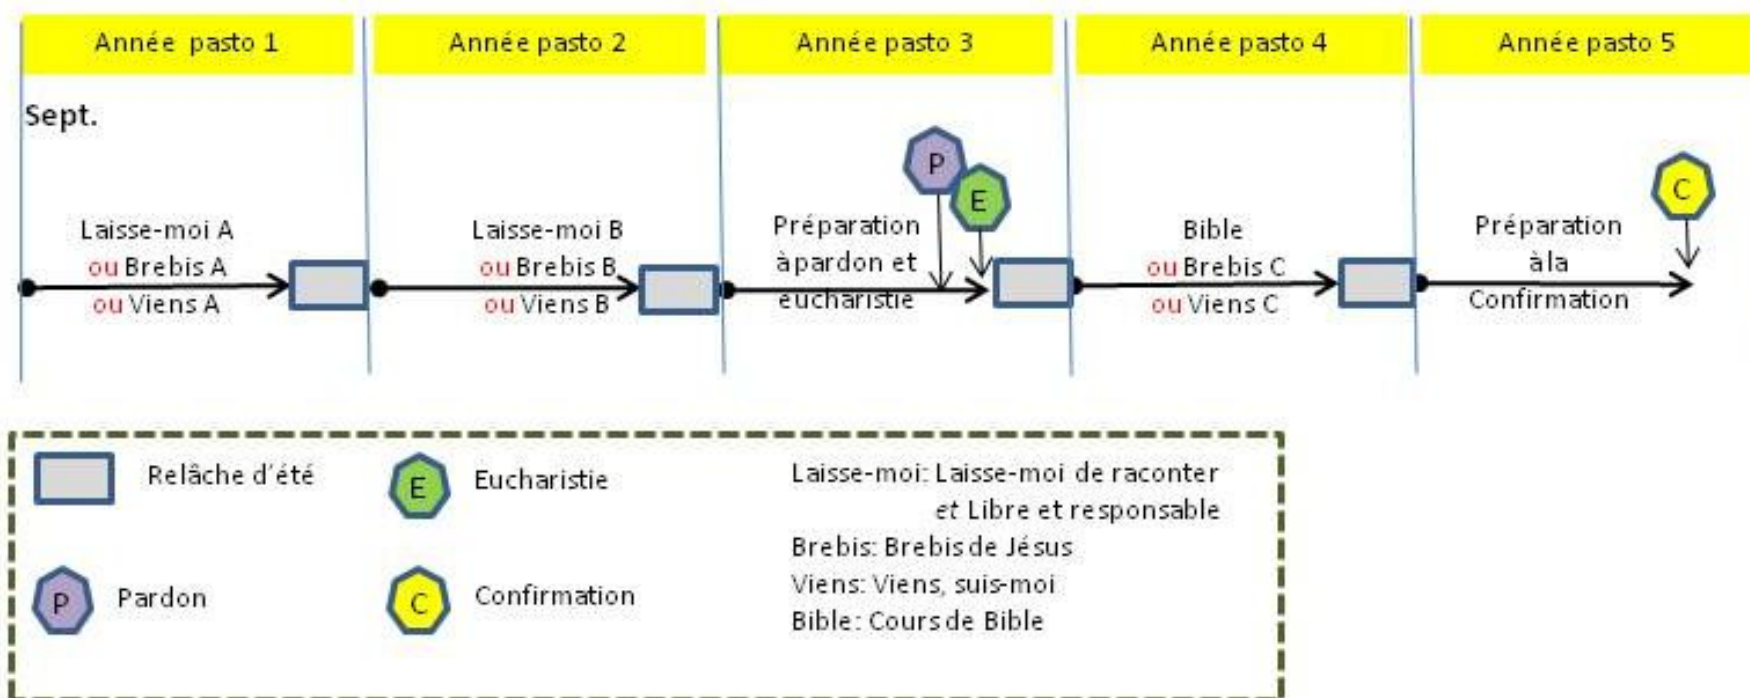 Année pasto 1
Année pasto 2
Année pasto 3
Année pasto 4
Année pasto 5
Sept.
Laisse-moi A
ou Brebis A
ou Viens A
Laisse-moi B
ou Brebis B
ou Viens B
P
E
Préparation
à pardon et
eucharistie
Bible
ou Brebis C
ou Viens C
C
Préparation
à la
Confirmation
Relâche d'été
E Eucharistie
P Pardon
C Confirmation
Laisse-moi: Laisse-moi de raconter
et Libre et responsable
Brebis: Brebis de Jésus
Viens: Viens, suis-moi
Bible: Cours de Bible